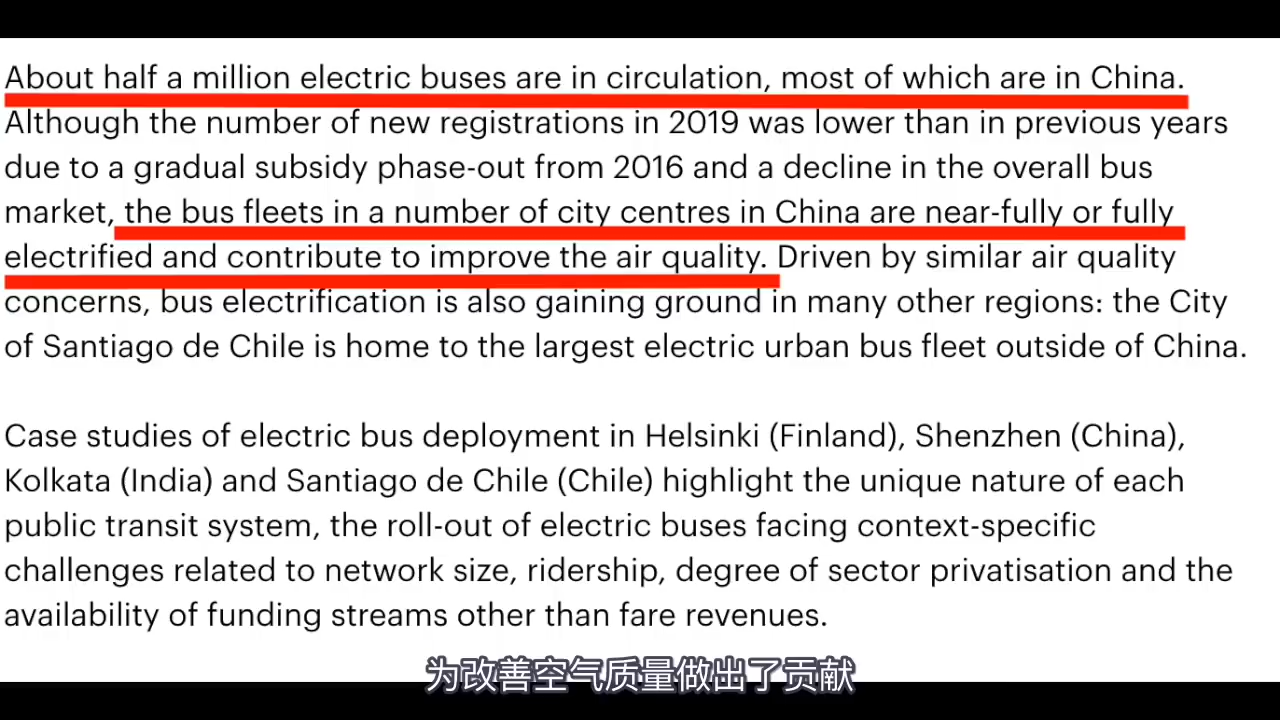 About half a million electric buses are in circulation, most of which are in China.
Although the number of new registrations in 2019 was lower than in previous years
due to a gradual subsidy phase-out from 2016 and a decline in the overall bus
market, the bus fleets in a number of city centres in China are near-fully or fully
electrified and contribute to improve the air quality. Driven by similar air quality
concerns, bus electrification is also gaining ground in many other regions: the City
of Santiago de Chile is home to the largest electric urban bus fleet outside of China.
Case studies of electric bus deployment in Helsinki (Finland), Shenzhen (China),
Kolkata (India) and Santiago de Chile (Chile) highlight the unique nature of each
public transit system, the roll-out of electric buses facing context-specific
challenges related to network size, ridership, degree of sector privatisation and the
availability of funding streams other than fare revenues.
为改善空气质量做出了贡献